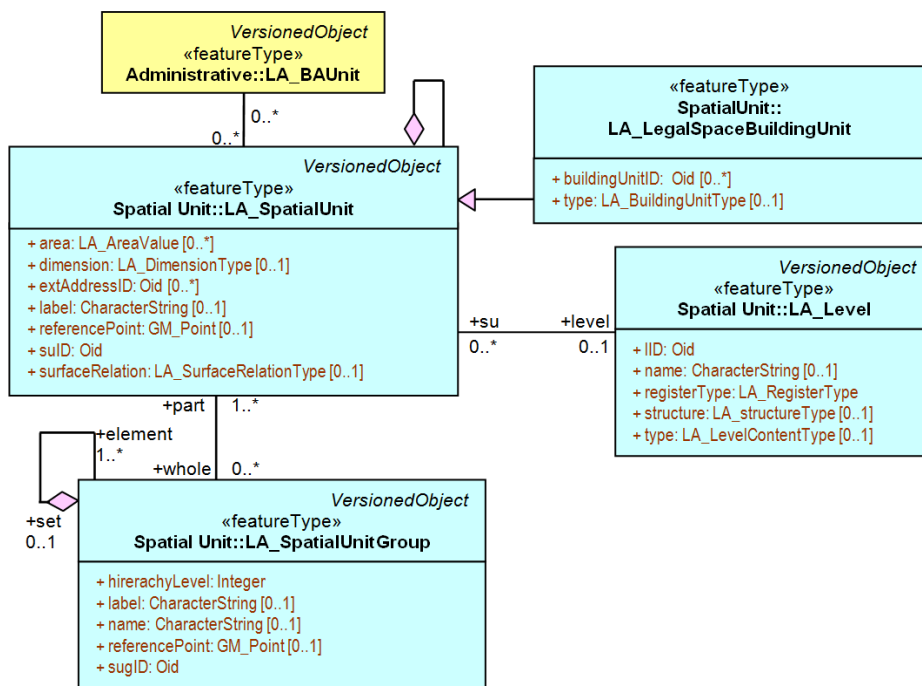 VersionedObject
«featureType»
Administrative::LA_BAUnit
0..*
0..*
VersionedObject
«featureType»
Spatial Unit::LA_SpatialUnit
+ area: LA_AreaValue [0..*]
+ dimension: LA_DimensionType [0..1]
+ extAddressID: Oid [0..*]
+ label: CharacterString [0..1]
+ referencePoint: GM_Point [0..1]
+ suID: Oid
+ surfaceRelation: LA_SurfaceRelationType [0..1]
«featureType»
SpatialUnit::
LA_LegalSpaceBuildingUnit
+ buildingUnitID: Oid [0..*]
+ type: LA_BuildingUnitType [0..1]
+su
0..*
+level
0..1
VersionedObject
«featureType»
Spatial Unit::LA_Level
+ lID: Oid
+ name: CharacterString [0..1]
+ registerType: LA_RegisterType
+ structure: LA_structureType [0..1]
+ type: LA_LevelContentType [0..1]
+part
1..*
+element
1..*
+whole
0..*
+set
0..1
VersionedObject
«featureType»
Spatial Unit::LA_SpatialUnitGroup
+ hirerachyLevel: Integer
+ label: CharacterString [0..1]
+ name: CharacterString [0..1]
+ referencePoint: GM_Point [0..1]
+ sugID: Oid